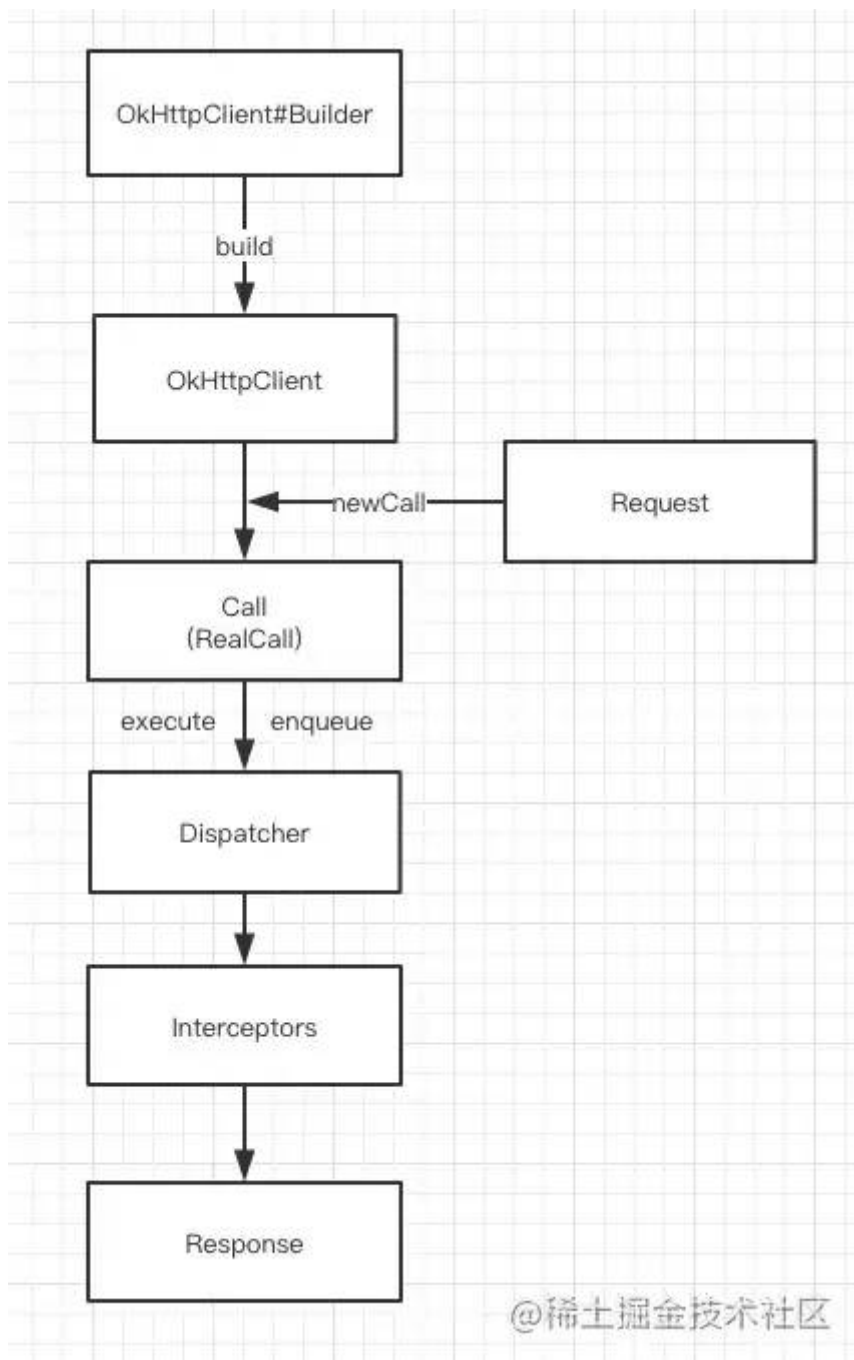 OkHttpClient#Builder
build
OkHttpClient
newCall
Request
Call
(RealCall)
execute
enqueue
Dispatcher
Interceptors
Response
@稀土掘金技术社区